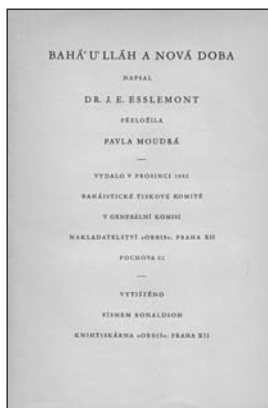 BAHÁ'U'LLÁH A NOVÁ DOBA
NAPSAL
DR. J. E. ESSLEMONT
PŘELOŽILA
PAVLA MOUDRÁ
VYDALO V PROSINCI 1932
BAHÁISTICKÉ TISKOVÉ KOMITÉ
V GENERÁLNÍ KOMISI
NAKLADATELSTVÍ »ORBIS«, PRAHA XII
FOCHOVA 62
VYTIŠTĚNO
PÍSMEM RONALDSON
KNIHTISKÁRNA »ORBIS«, PRAHA XII